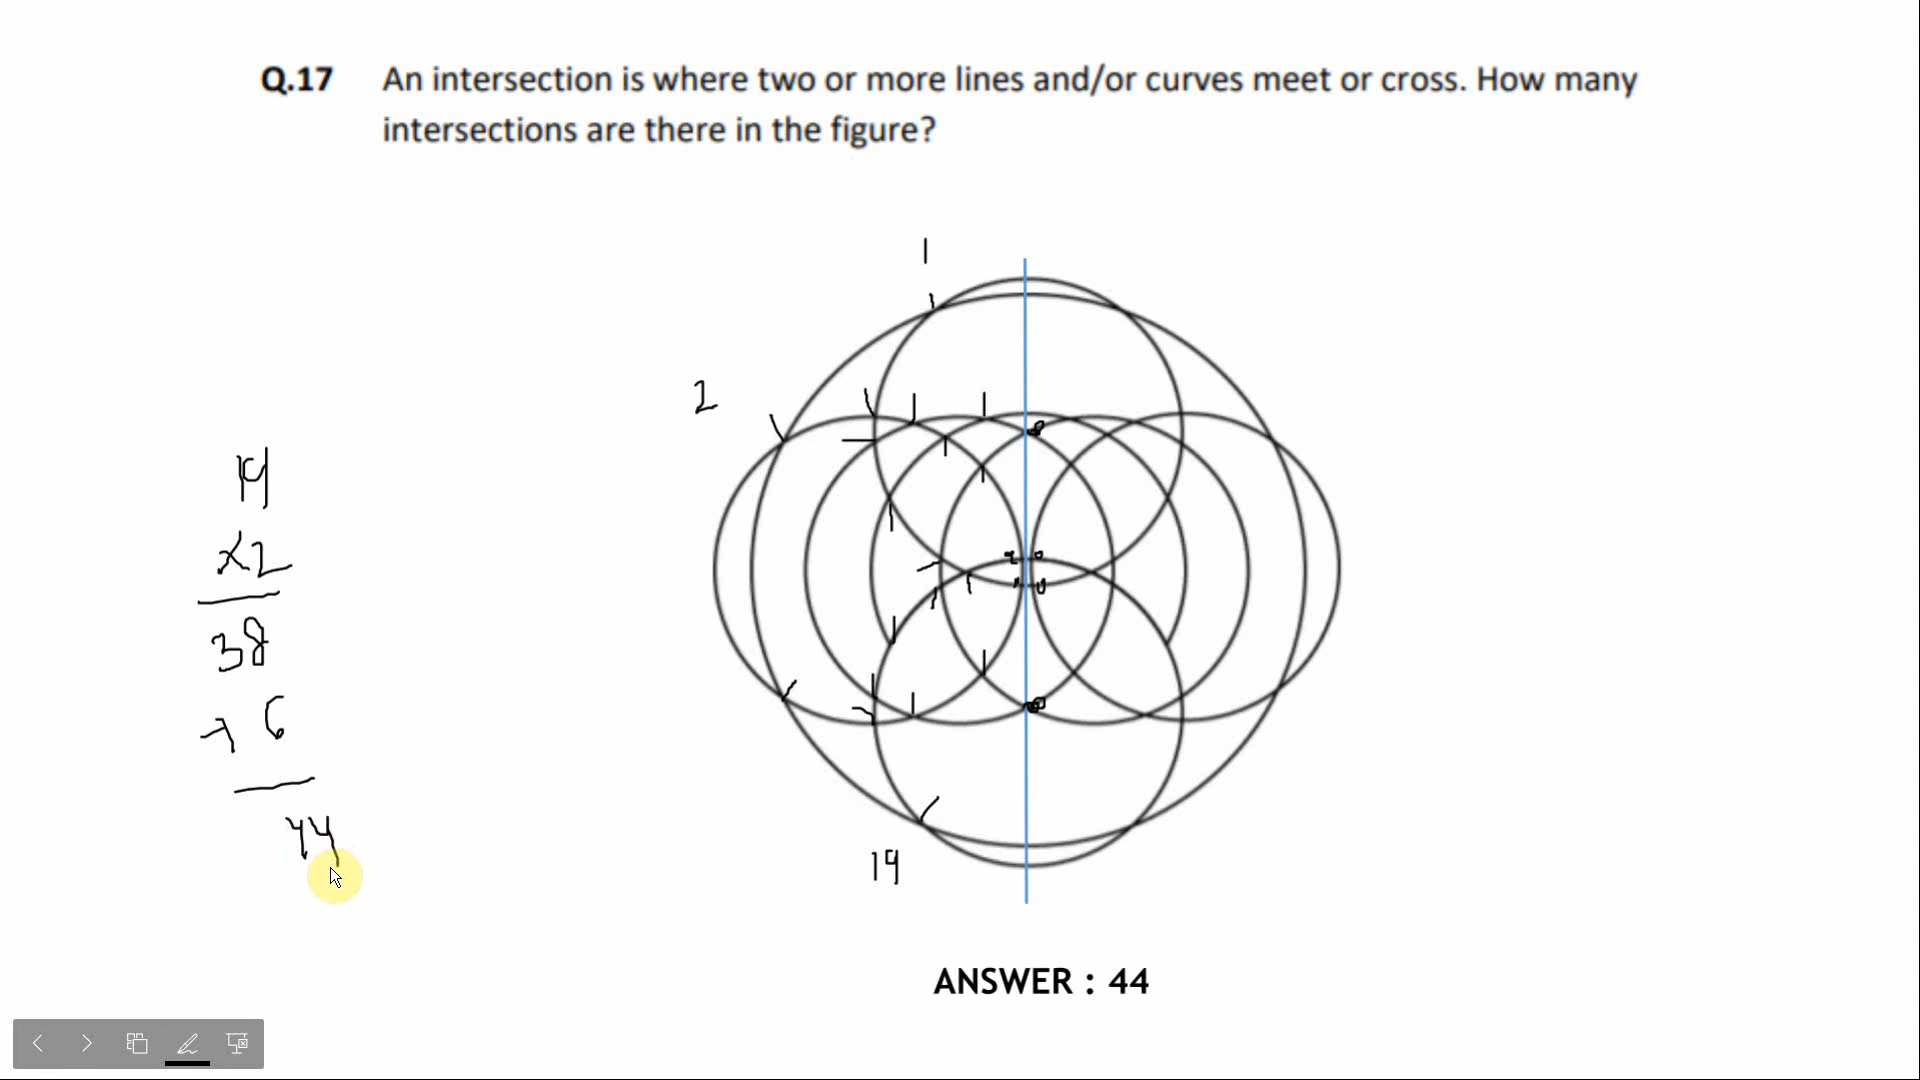 Q.17 An intersection is where two or more lines and/or curves meet or cross. How many
intersections are there in the figure?
1
2
19
x2
38
+ 6
44
19
ANSWER : 44